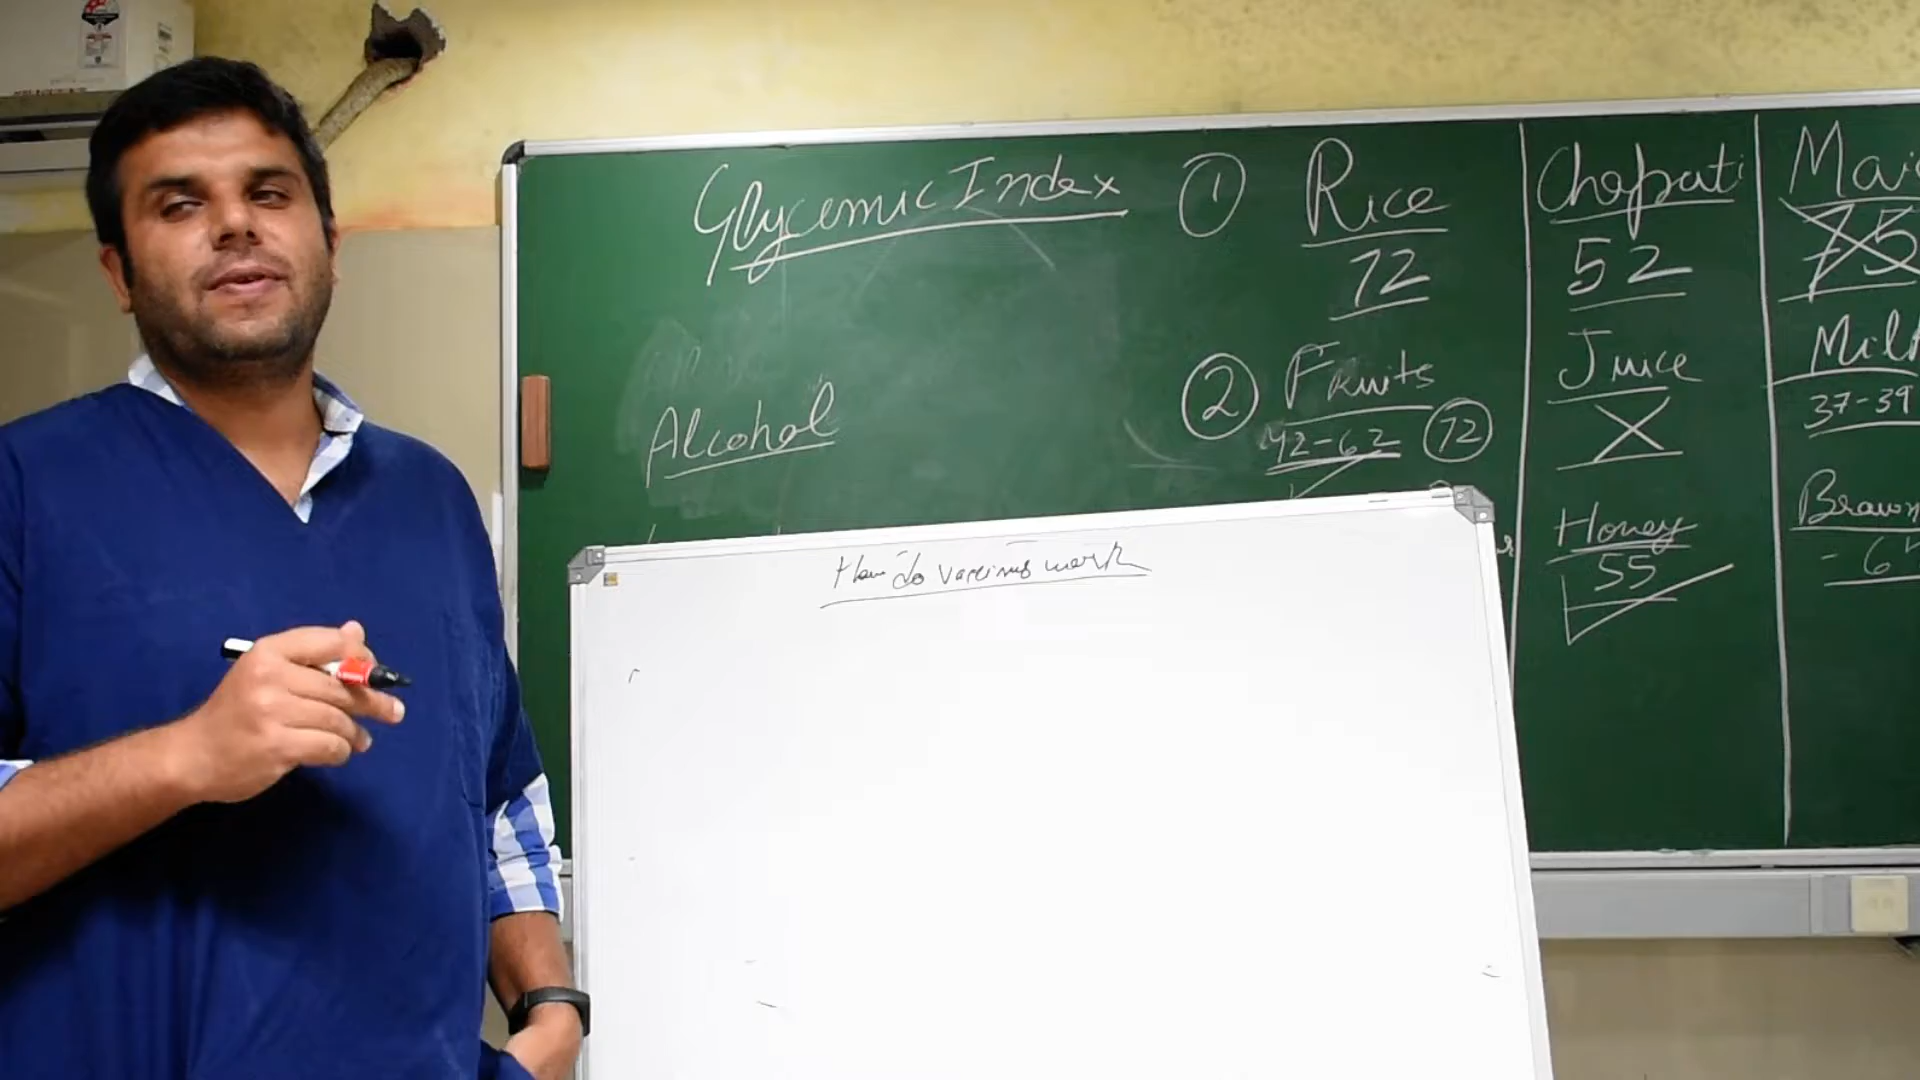 Glycemic Index
① Rice
72
Chapati
52
75
② Fruits
42-62 72
Juice
X
Milk
37-39
Alcohol
Honey
55
Brown
How do vaccines work